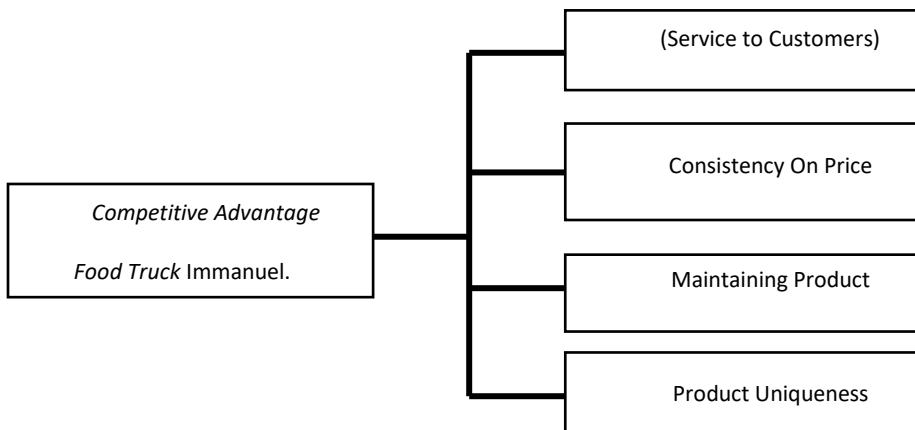 (Service to Customers)
Consistency On Price
Competitive Advantage
Food Truck Immanuel.
Maintaining Product
Product Uniqueness